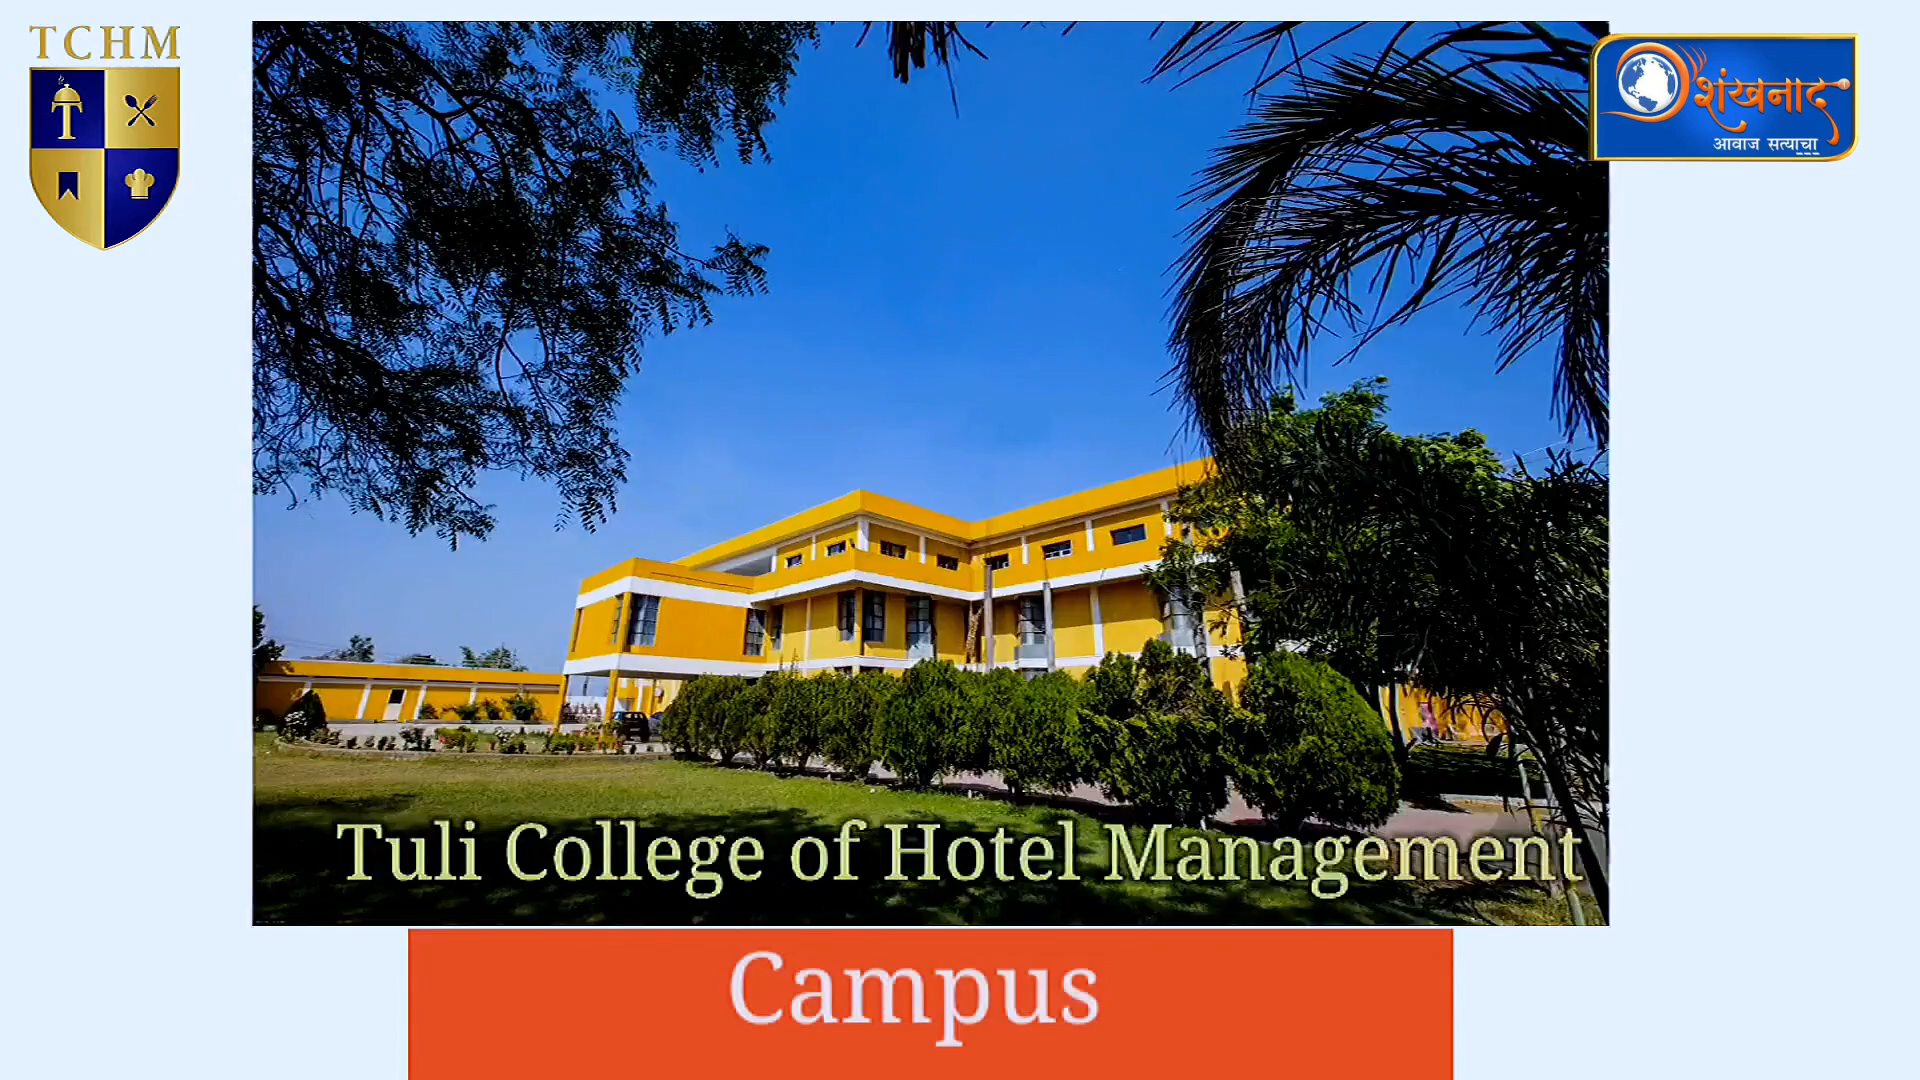 TCHM
T
शंखनाद
आवाज सत्याचा
Tuli College of Hotel Management
Campus